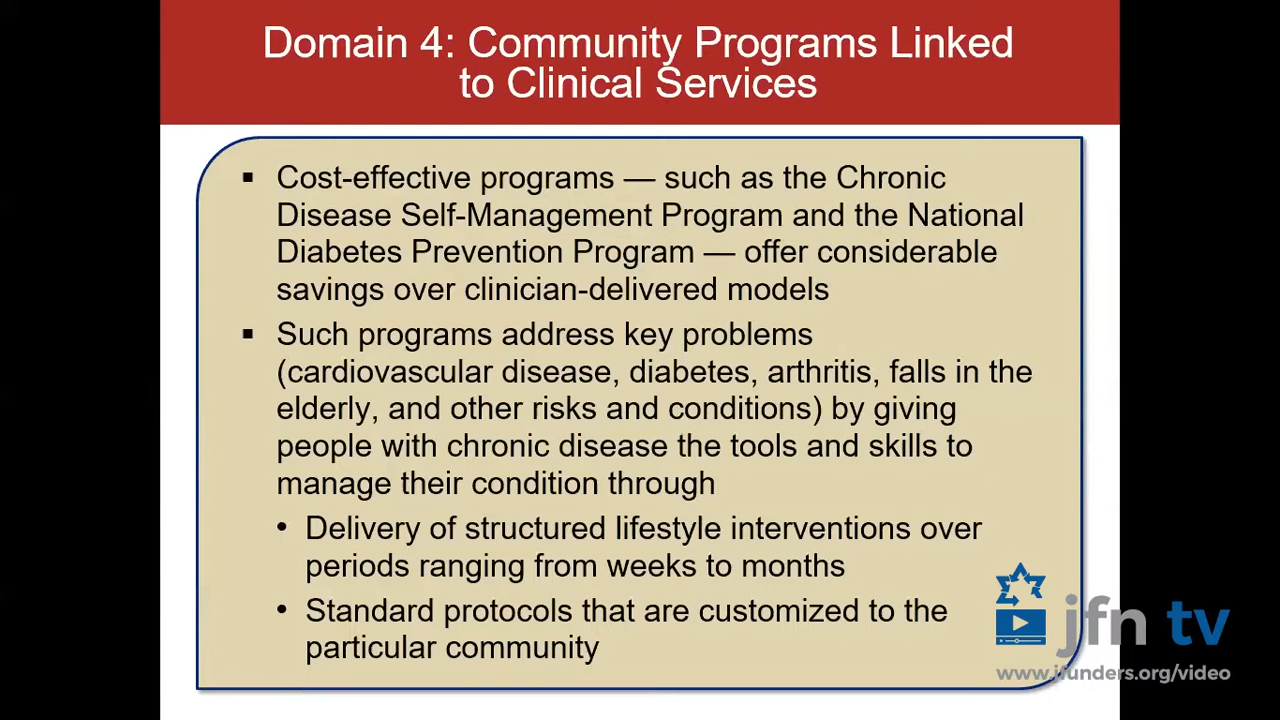 Domain 4: Community Programs Linked
to Clinical Services
▪ Cost-effective programs — such as the Chronic
Disease Self-Management Program and the National
Diabetes Prevention Program — offer considerable
savings over clinician-delivered models
▪ Such programs address key problems
(cardiovascular disease, diabetes, arthritis, falls in the
elderly, and other risks and conditions) by giving
people with chronic disease the tools and skills to
manage their condition through
• Delivery of structured lifestyle interventions over
periods ranging from weeks to months
• Standard protocols that are customized to the
particular community
jfn tv
www.jfunders.org/video